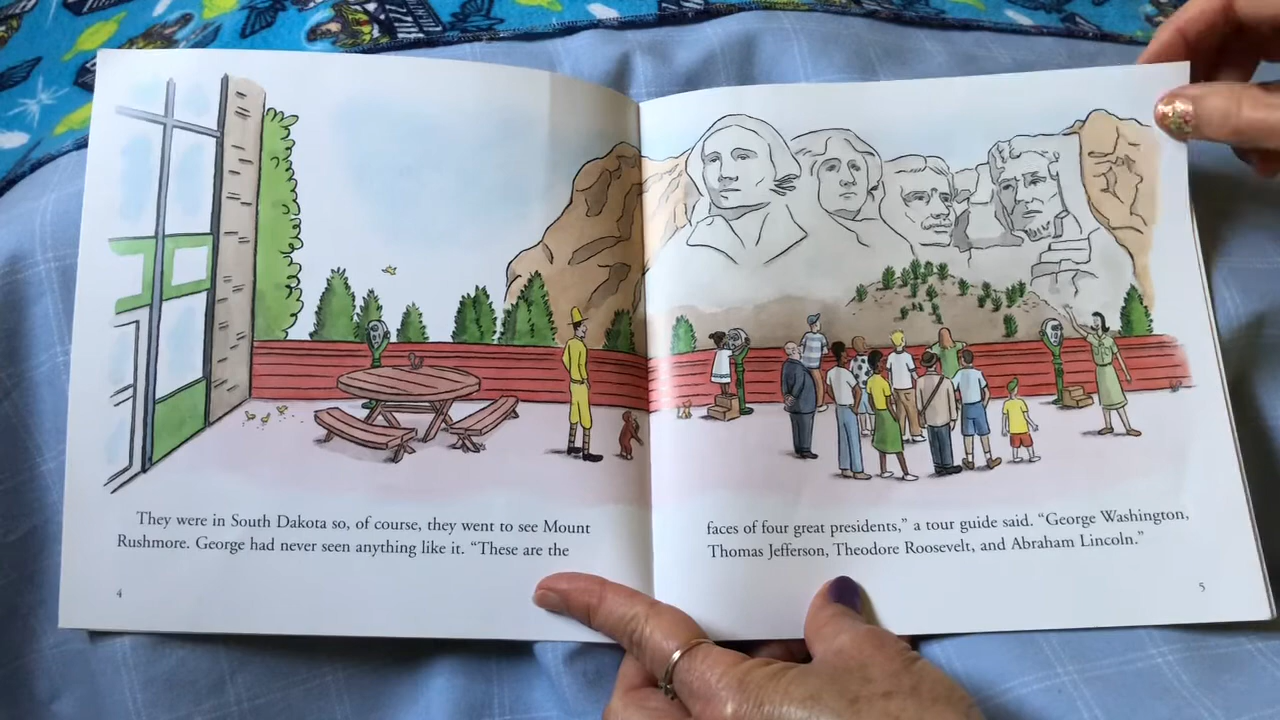 They were in South Dakota so, of course, they went to see Mount
Rushmore. George had never seen anything like it. “These are the
4
faces of four great presidents,” a tour guide said. “George Washington,
Thomas Jefferson, Theodore Roosevelt, and Abraham Lincoln.”
5